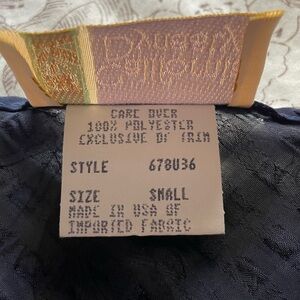 CARE OVER
100% POLYESTER
EXCLUSIVE OF TRIM
STYLE 678U36
SIZE SMALL
MADE IN USA OF
IMPORTED FABRIC